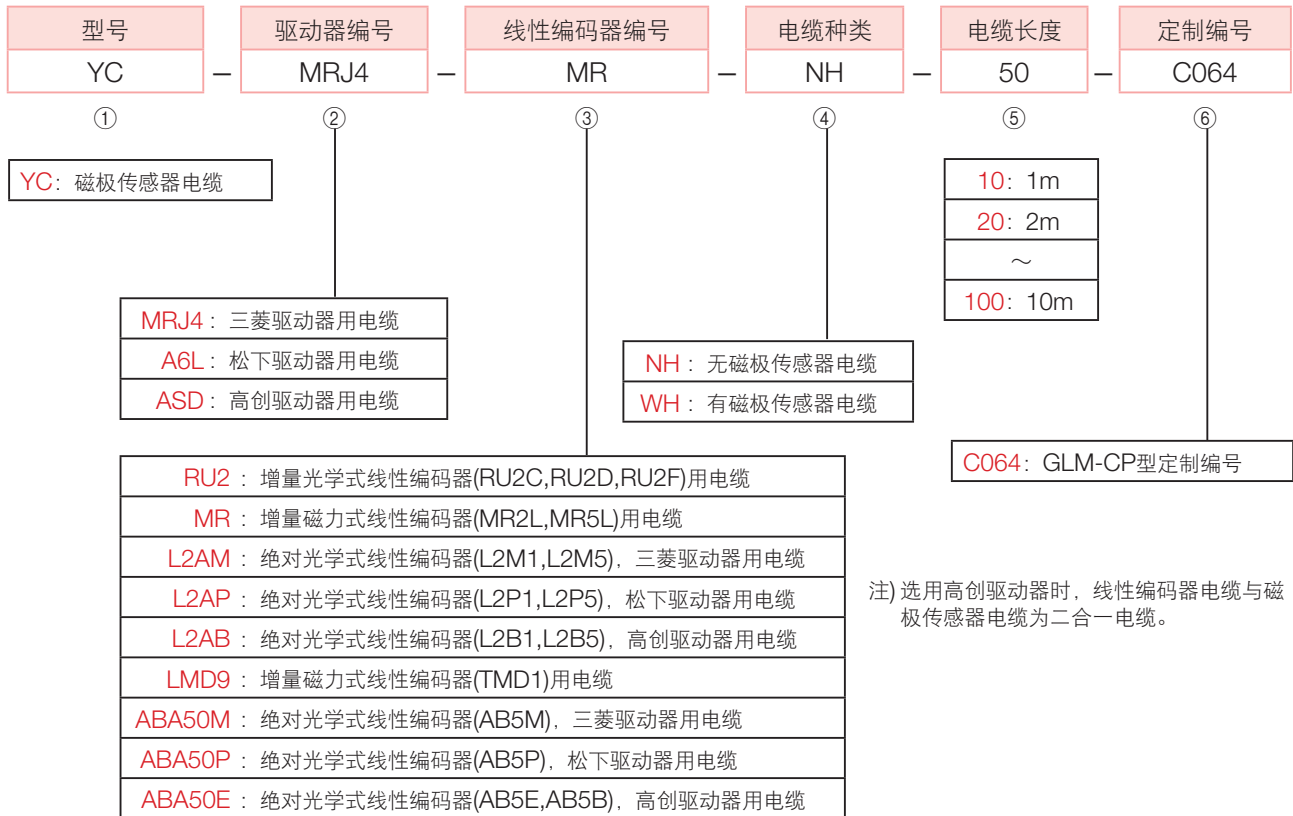 型号 驱动器编号 线性编码器编号 电缆种类 电缆长度 定制编号
YC – MRJ4 – MR – NH – 50 – C064
① ② ③ ④ ⑤ ⑥
YC：磁极传感器电缆
10：1m
20：2m
～
100：10m
MRJ4：三菱驱动器用电缆
A6L：松下驱动器用电缆
ASD：高创驱动器用电缆
NH：无磁极传感器电缆
WH：有磁极传感器电缆
C064：GLM-CP型定制编号
RU2：增量光学式线性编码器(RU2C,RU2D,RU2F)用电缆
MR：增量磁力式线性编码器(MR2L,MR5L)用电缆
L2AM：绝对光学式线性编码器(L2M1,L2M5)，三菱驱动器用电缆
L2AP：绝对光学式线性编码器(L2P1,L2P5)，松下驱动器用电缆
L2AB：绝对光学式线性编码器(L2B1,L2B5)，高创驱动器用电缆
LMD9：增量磁力式线性编码器(TMD1)用电缆
ABA50M：绝对光学式线性编码器(AB5M)，三菱驱动器用电缆
ABA50P：绝对光学式线性编码器(AB5P)，松下驱动器用电缆
ABA50E：绝对光学式线性编码器(AB5E,AB5B)，高创驱动器用电缆
注) 选用高创驱动器时，线性编码器电缆与磁
极传感器电缆为二合一电缆。